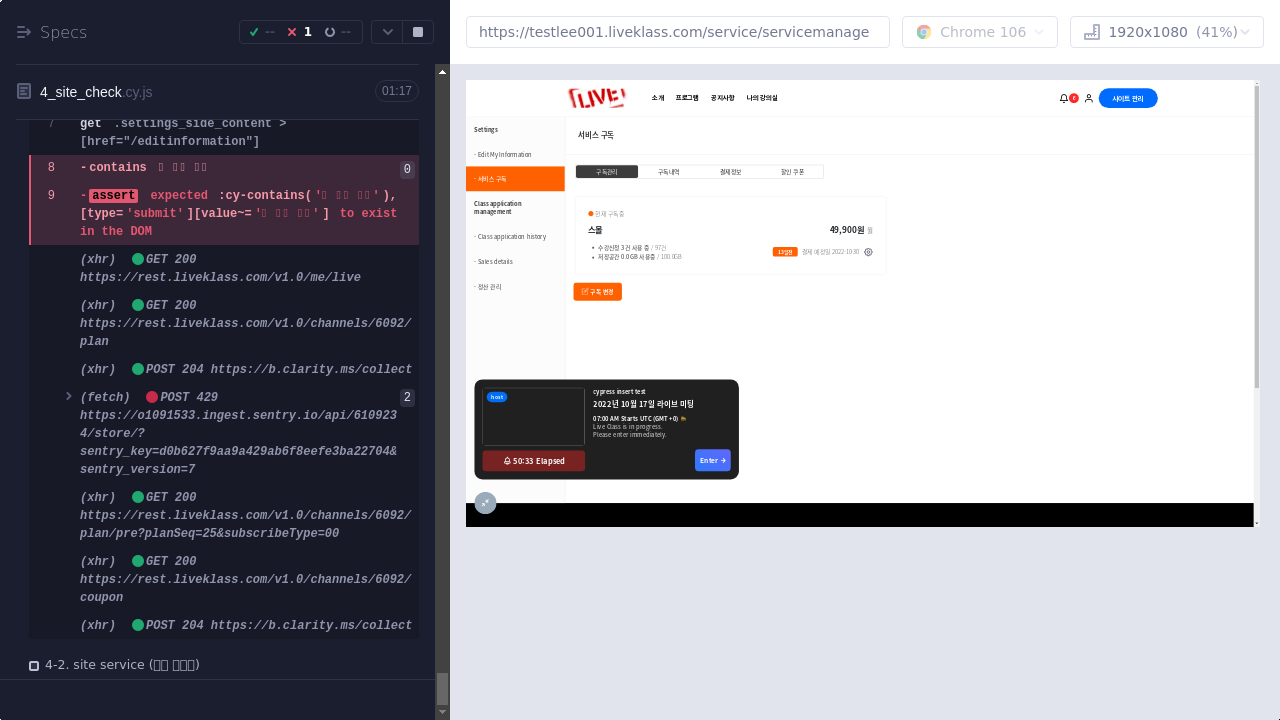 Specs
--
1
--
https://testlee001.liveklass.com/service/servicemanage
Chrome 106
1920x1080 (41%)
4_site_check.cy.js
01:17
7 get .settings_side_content > [href="/editinformation"]
8 -contains
0
9 -assert expected :cy-contains('
'),
[type='submit'][value~='
'] to exist
in the DOM
(xhr) GET 200
https://rest.liveklass.com/v1.0/me/live
(xhr) GET 200
https://rest.liveklass.com/v1.0/channels/6092/
plan
(xhr) POST 204 https://b.clarity.ms/collect
(fetch) POST 429
2
https://o1091533.ingest.sentry.io/api/610923
4/store/?
sentry_key=d0b627f9aa9a429ab6f8eefe3ba22704&
sentry_version=7
(xhr) GET 200
https://rest.liveklass.com/v1.0/channels/6092/
plan/pre?planSeq=25&subscribeType=00
(xhr) GET 200
https://rest.liveklass.com/v1.0/channels/6092/
coupon
(xhr) POST 204 https://b.clarity.ms/collect
4-2. site service (
LIVE!
소개 프로그램 공지사항 나의 강의실
6
사이트 관리
Settings
- Edit My Information
- 서비스 구독
Class application
management
- Class application history
- Sales details
- 정산 관리
서비스 구독
구독관리 구독내역 결제정보 할인 쿠폰
현재 구독중
스몰
49,900원 월
• 수강신청 3건 사용 중 / 97건
• 저장공간 0.0GB 사용중 / 100.0GB
13일전 결제 예정일 2022-10-30
구독 변경
host
cypress insert test
2022년 10월 17일 라이브 미팅
07:00 AM Starts UTC (GMT+0)
Live Class is in progress.
Please enter immediately.
50:33 Elapsed
Enter →